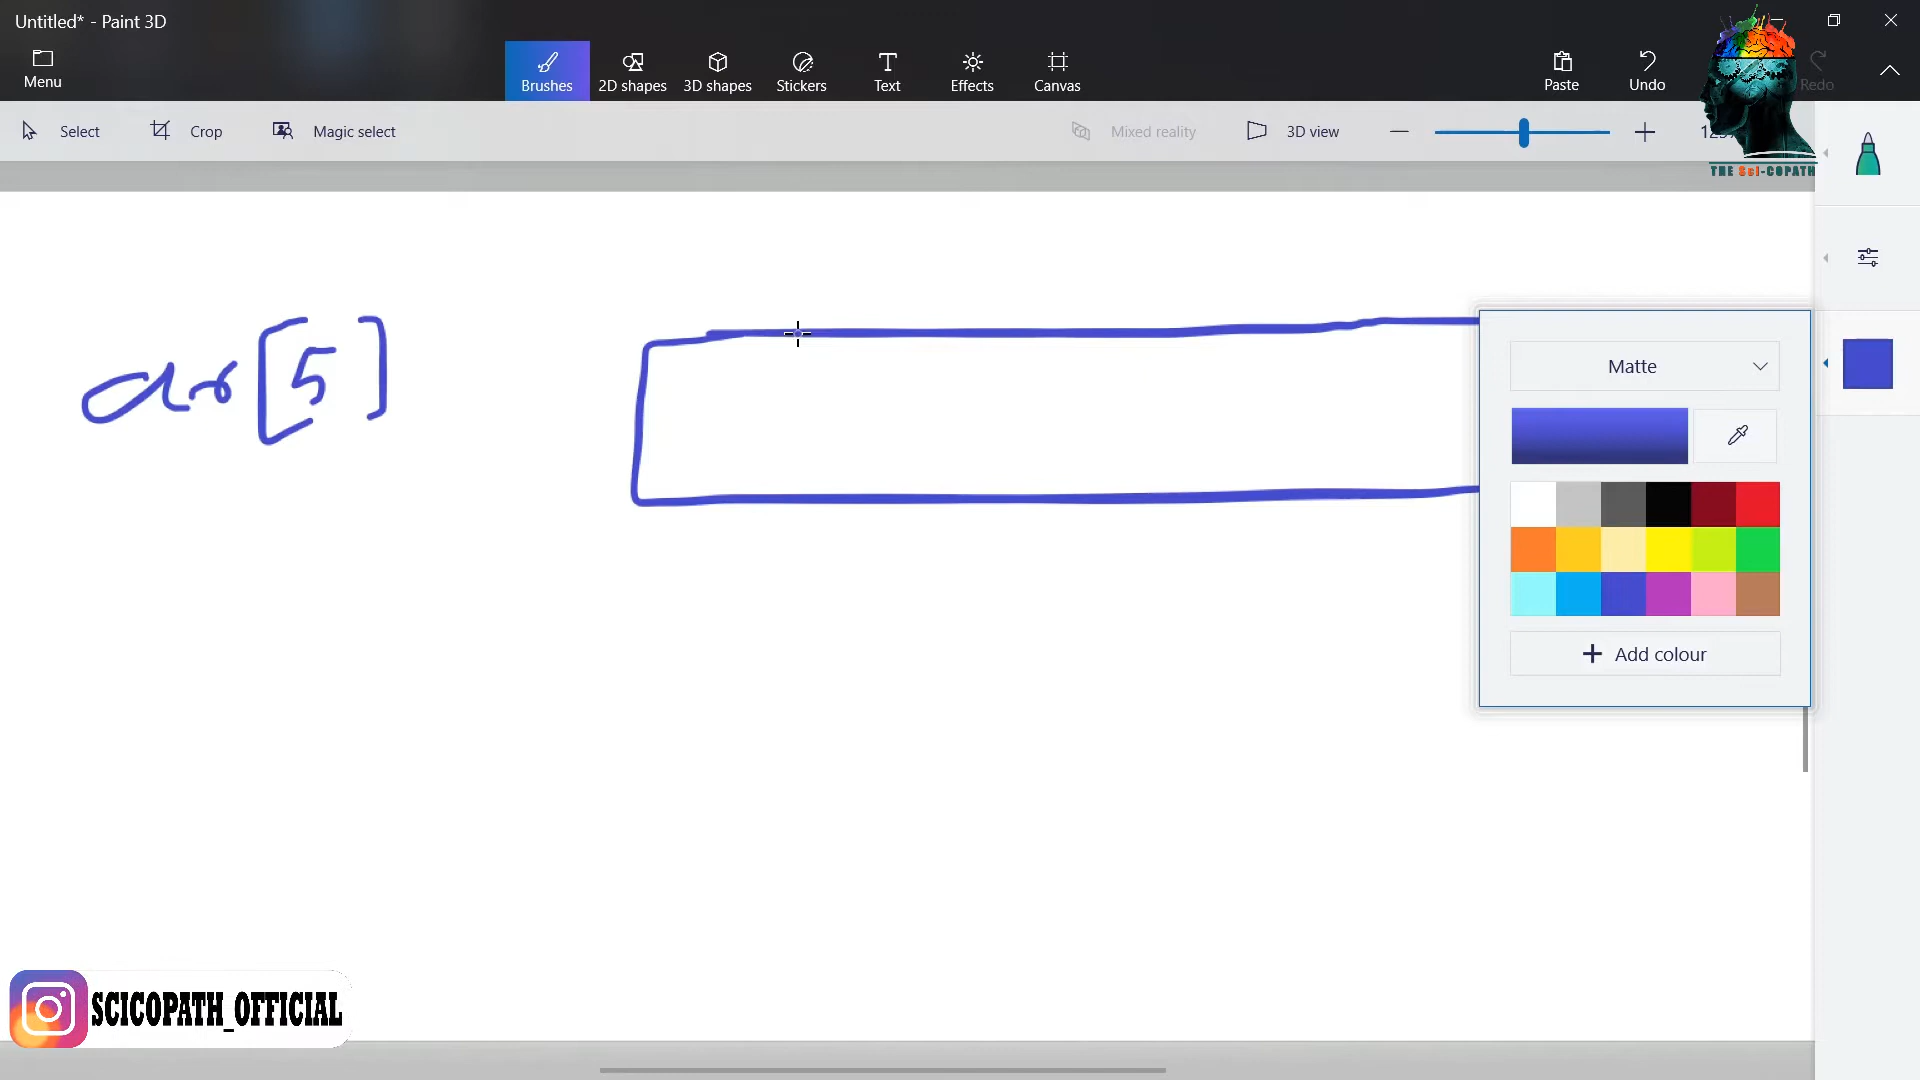 Untitled* - Paint 3D
Menu
Brushes
2D shapes
3D shapes
Stickers
Text
Effects
Canvas
Paste
Undo
Redo
Select
Crop
Magic select
Mixed reality
3D view
THE SCI-COPATH
ar[5]
Matte
Add colour
SCICOPATH_OFFICIAL